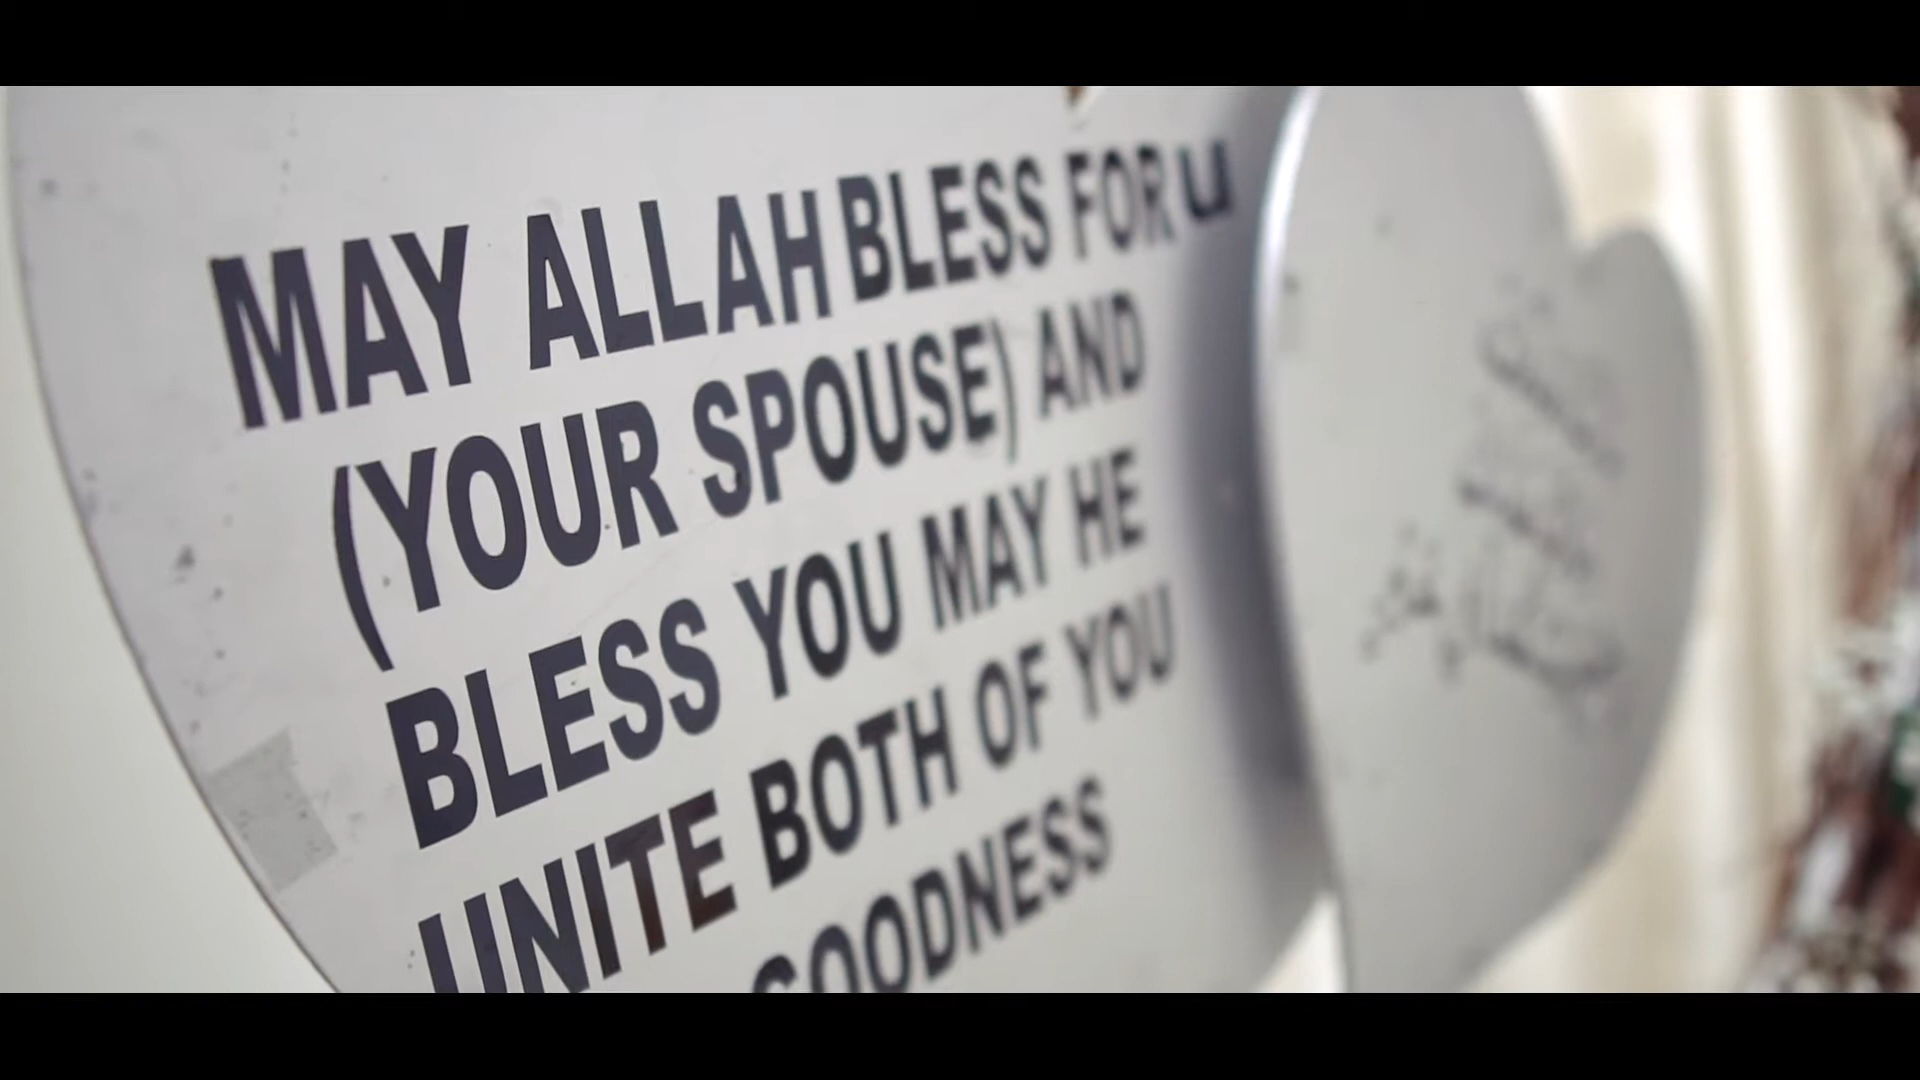 MAY ALLAH BLESS FOR u
(YOUR SPOUSE) AND
BLESS YOU MAY HE
UNITE BOTH OF YOU
GOODNESS